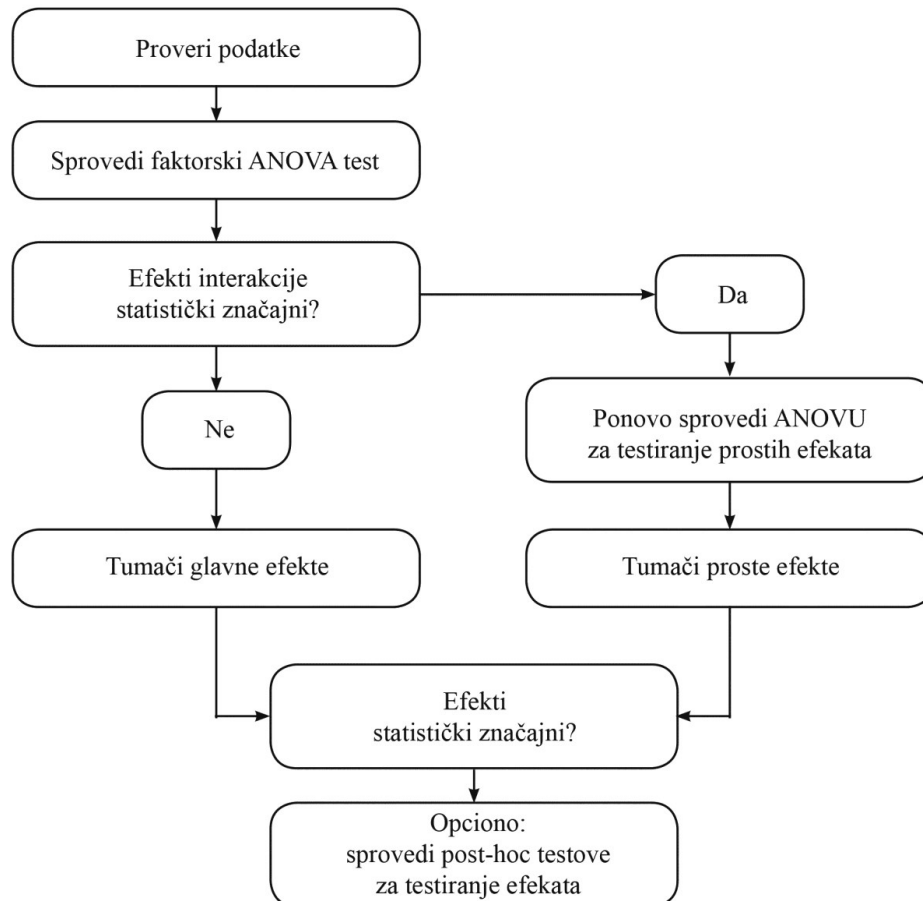 Proveri podatke
Sprovedi faktorski ANOVA test
Efekti interakcije
statistički značajni?
Da
Ne
Ponovo sprovedi ANOVU
za testiranje prostih efekata
Tumači glavne efekte
Tumači proste efekte
Efekti
statistički značajni?
Opciono:
sprovedi post-hoc testove
za testiranje efekata